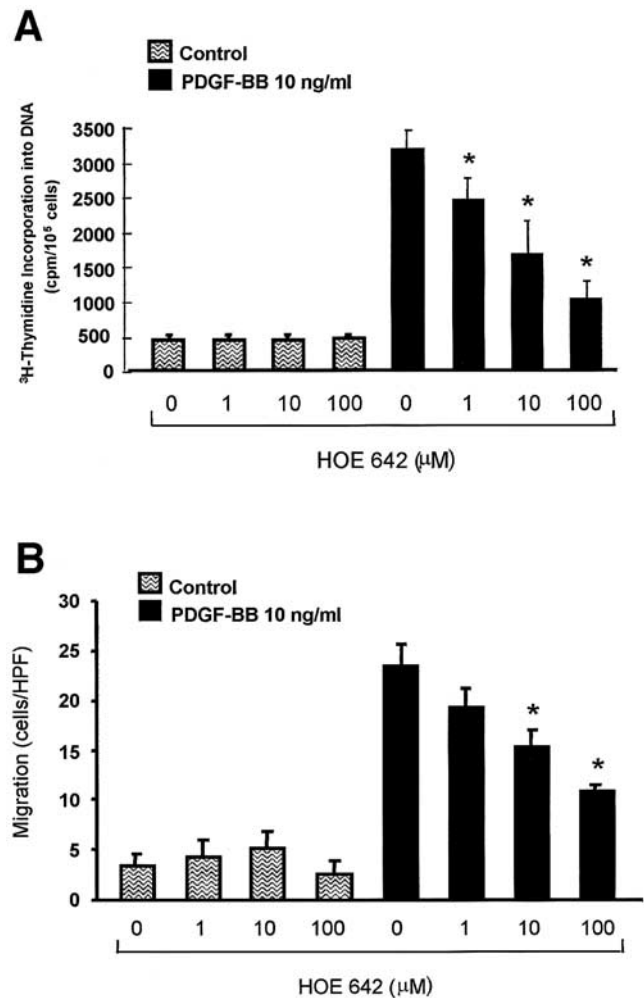 A
Control
PDGF-BB 10 ng/ml
³H-Thymidine Incorporation into DNA
(cpm/10⁵ cells)
3500
3000
2500
2000
1500
1000
500
0
* * *
0 1 10 100 0 1 10 100
HOE 642 (μM)
B
Control
PDGF-BB 10 ng/ml
Migration (cells/HPF)
30
25
20
15
10
5
0
* *
0 1 10 100 0 1 10 100
HOE 642 (μM)